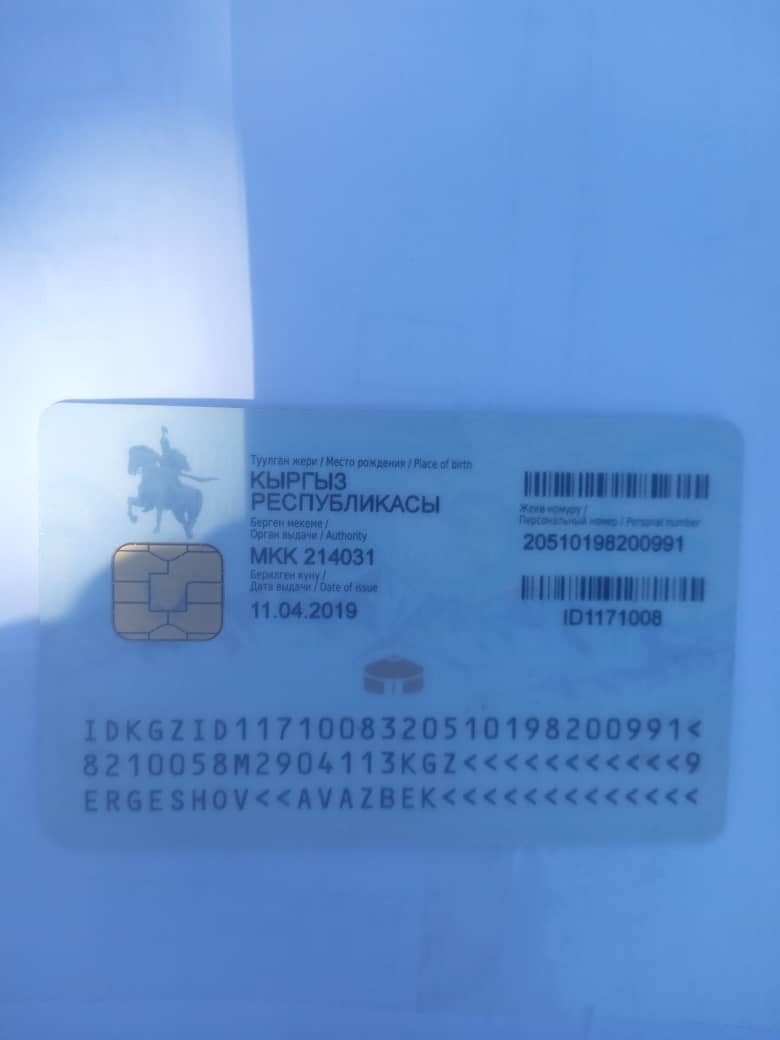 Туулган жери / Место рождения / Place of birth
КЫРГЫЗ
РЕСПУБЛИКАСЫ
Берген мекеме /
Орган выдачи / Authority
МКК 214031
Берилген күнү /
Дата выдачи / Date of issue
11.04.2019
Жеке номуру /
Персональный номер / Personal number
20510198200991
ID1171008
IDKGZID1171008320510198200991<
8210058M2904113KGZ<<<<<<<<<<<9
ERGESHOV<<AVAZBEK<<<<<<<<<<<<<